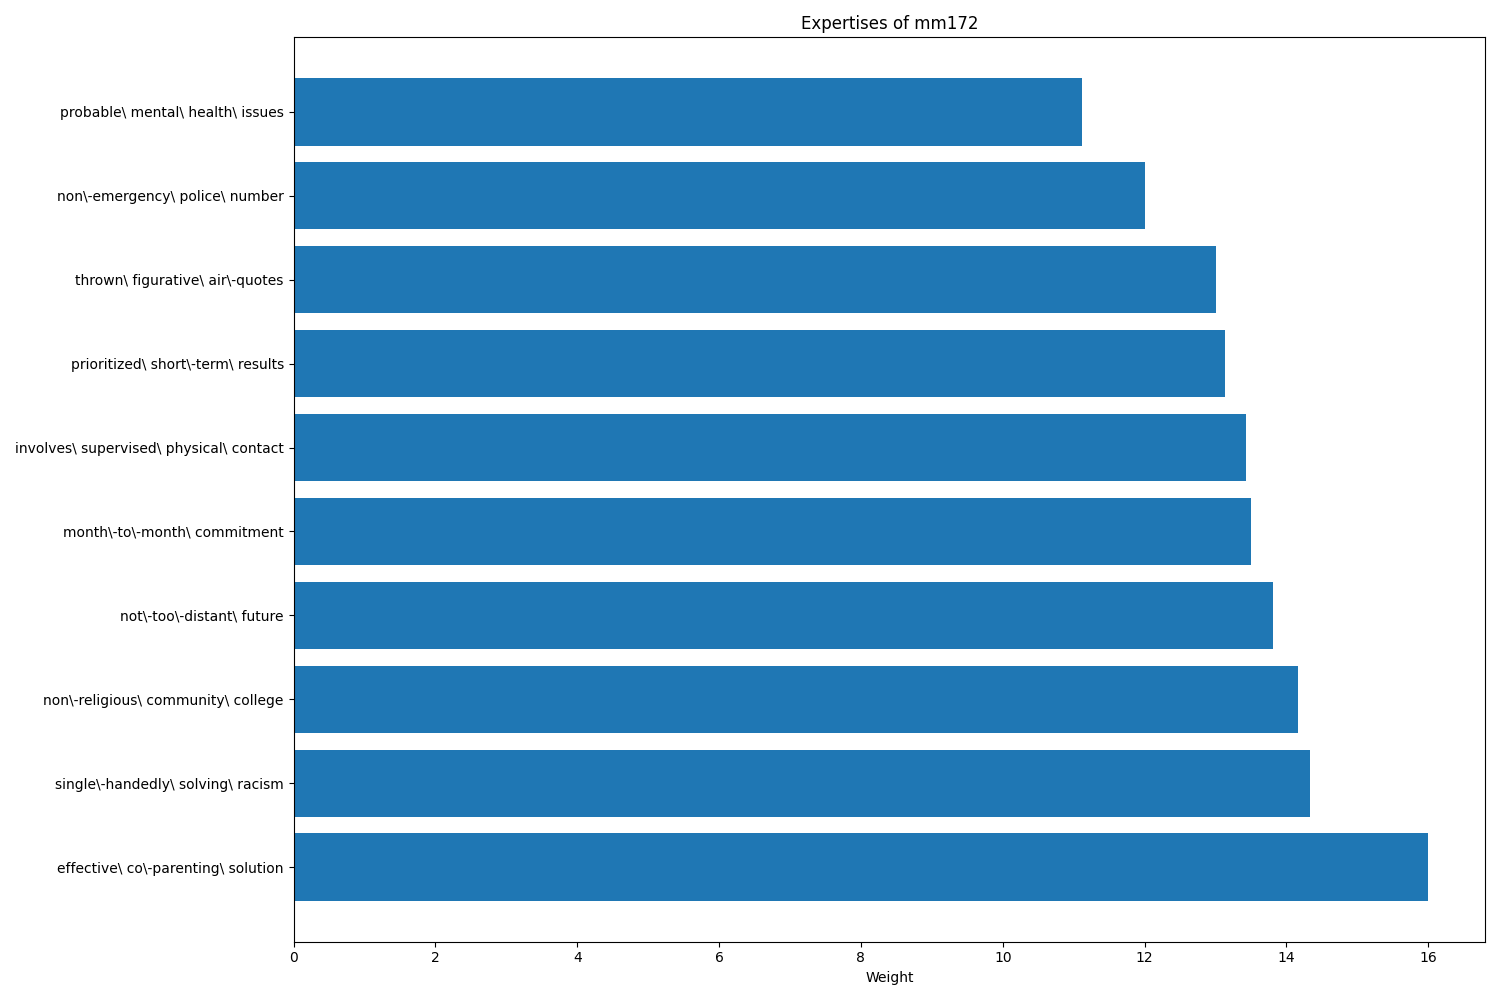 Expertises of mm172
probable\ mental\ health\ issues
non\-emergency\ police\ number
thrown\ figurative\ air\-quotes
prioritized\ short\-term\ results
involves\ supervised\ physical\ contact
month\-to\-month\ commitment
not\-too\-distant\ future
non\-religious\ community\ college
single\-handedly\ solving\ racism
effective\ co\-parenting\ solution
0 2 4 6 8 10 12 14 16
Weight